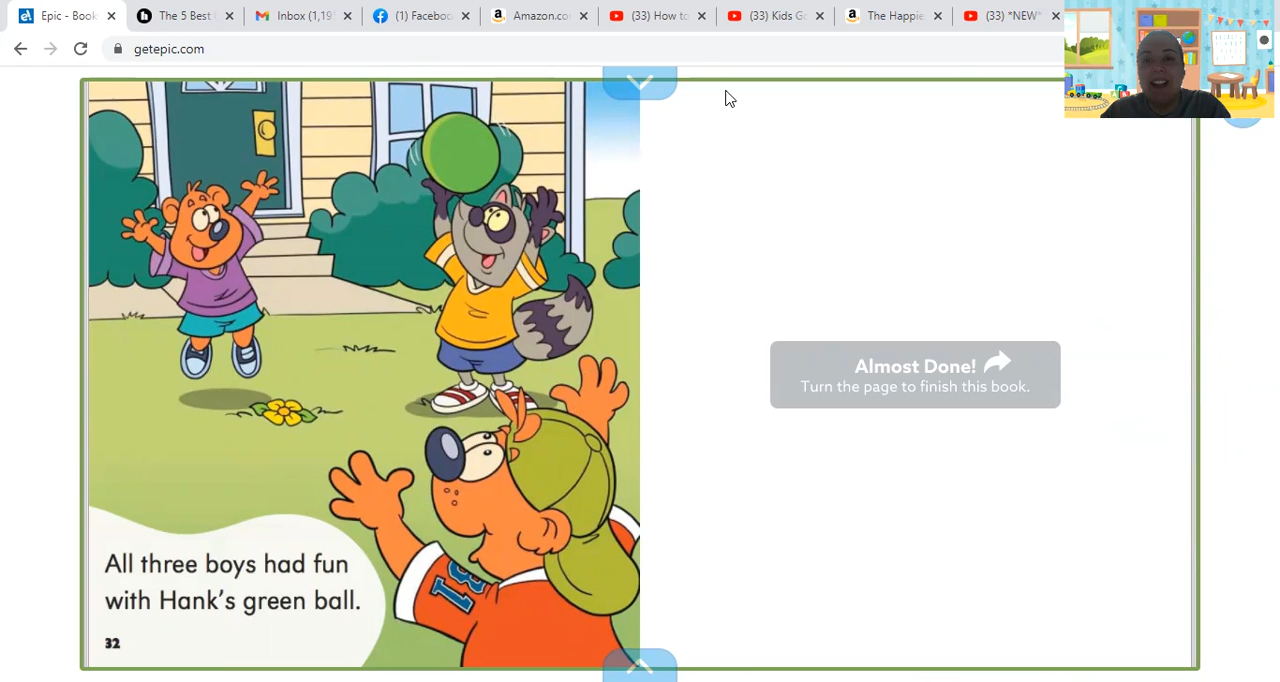 Epic - Book
The 5 Best
Inbox (1,19
(1) Faceboo
Amazon.co
(33) How to
(33) Kids Go
The Happie
(33) *NEW*
getepic.com
Almost Done!
Turn the page to finish this book.
18
All three boys had fun
with Hank's green ball.
32